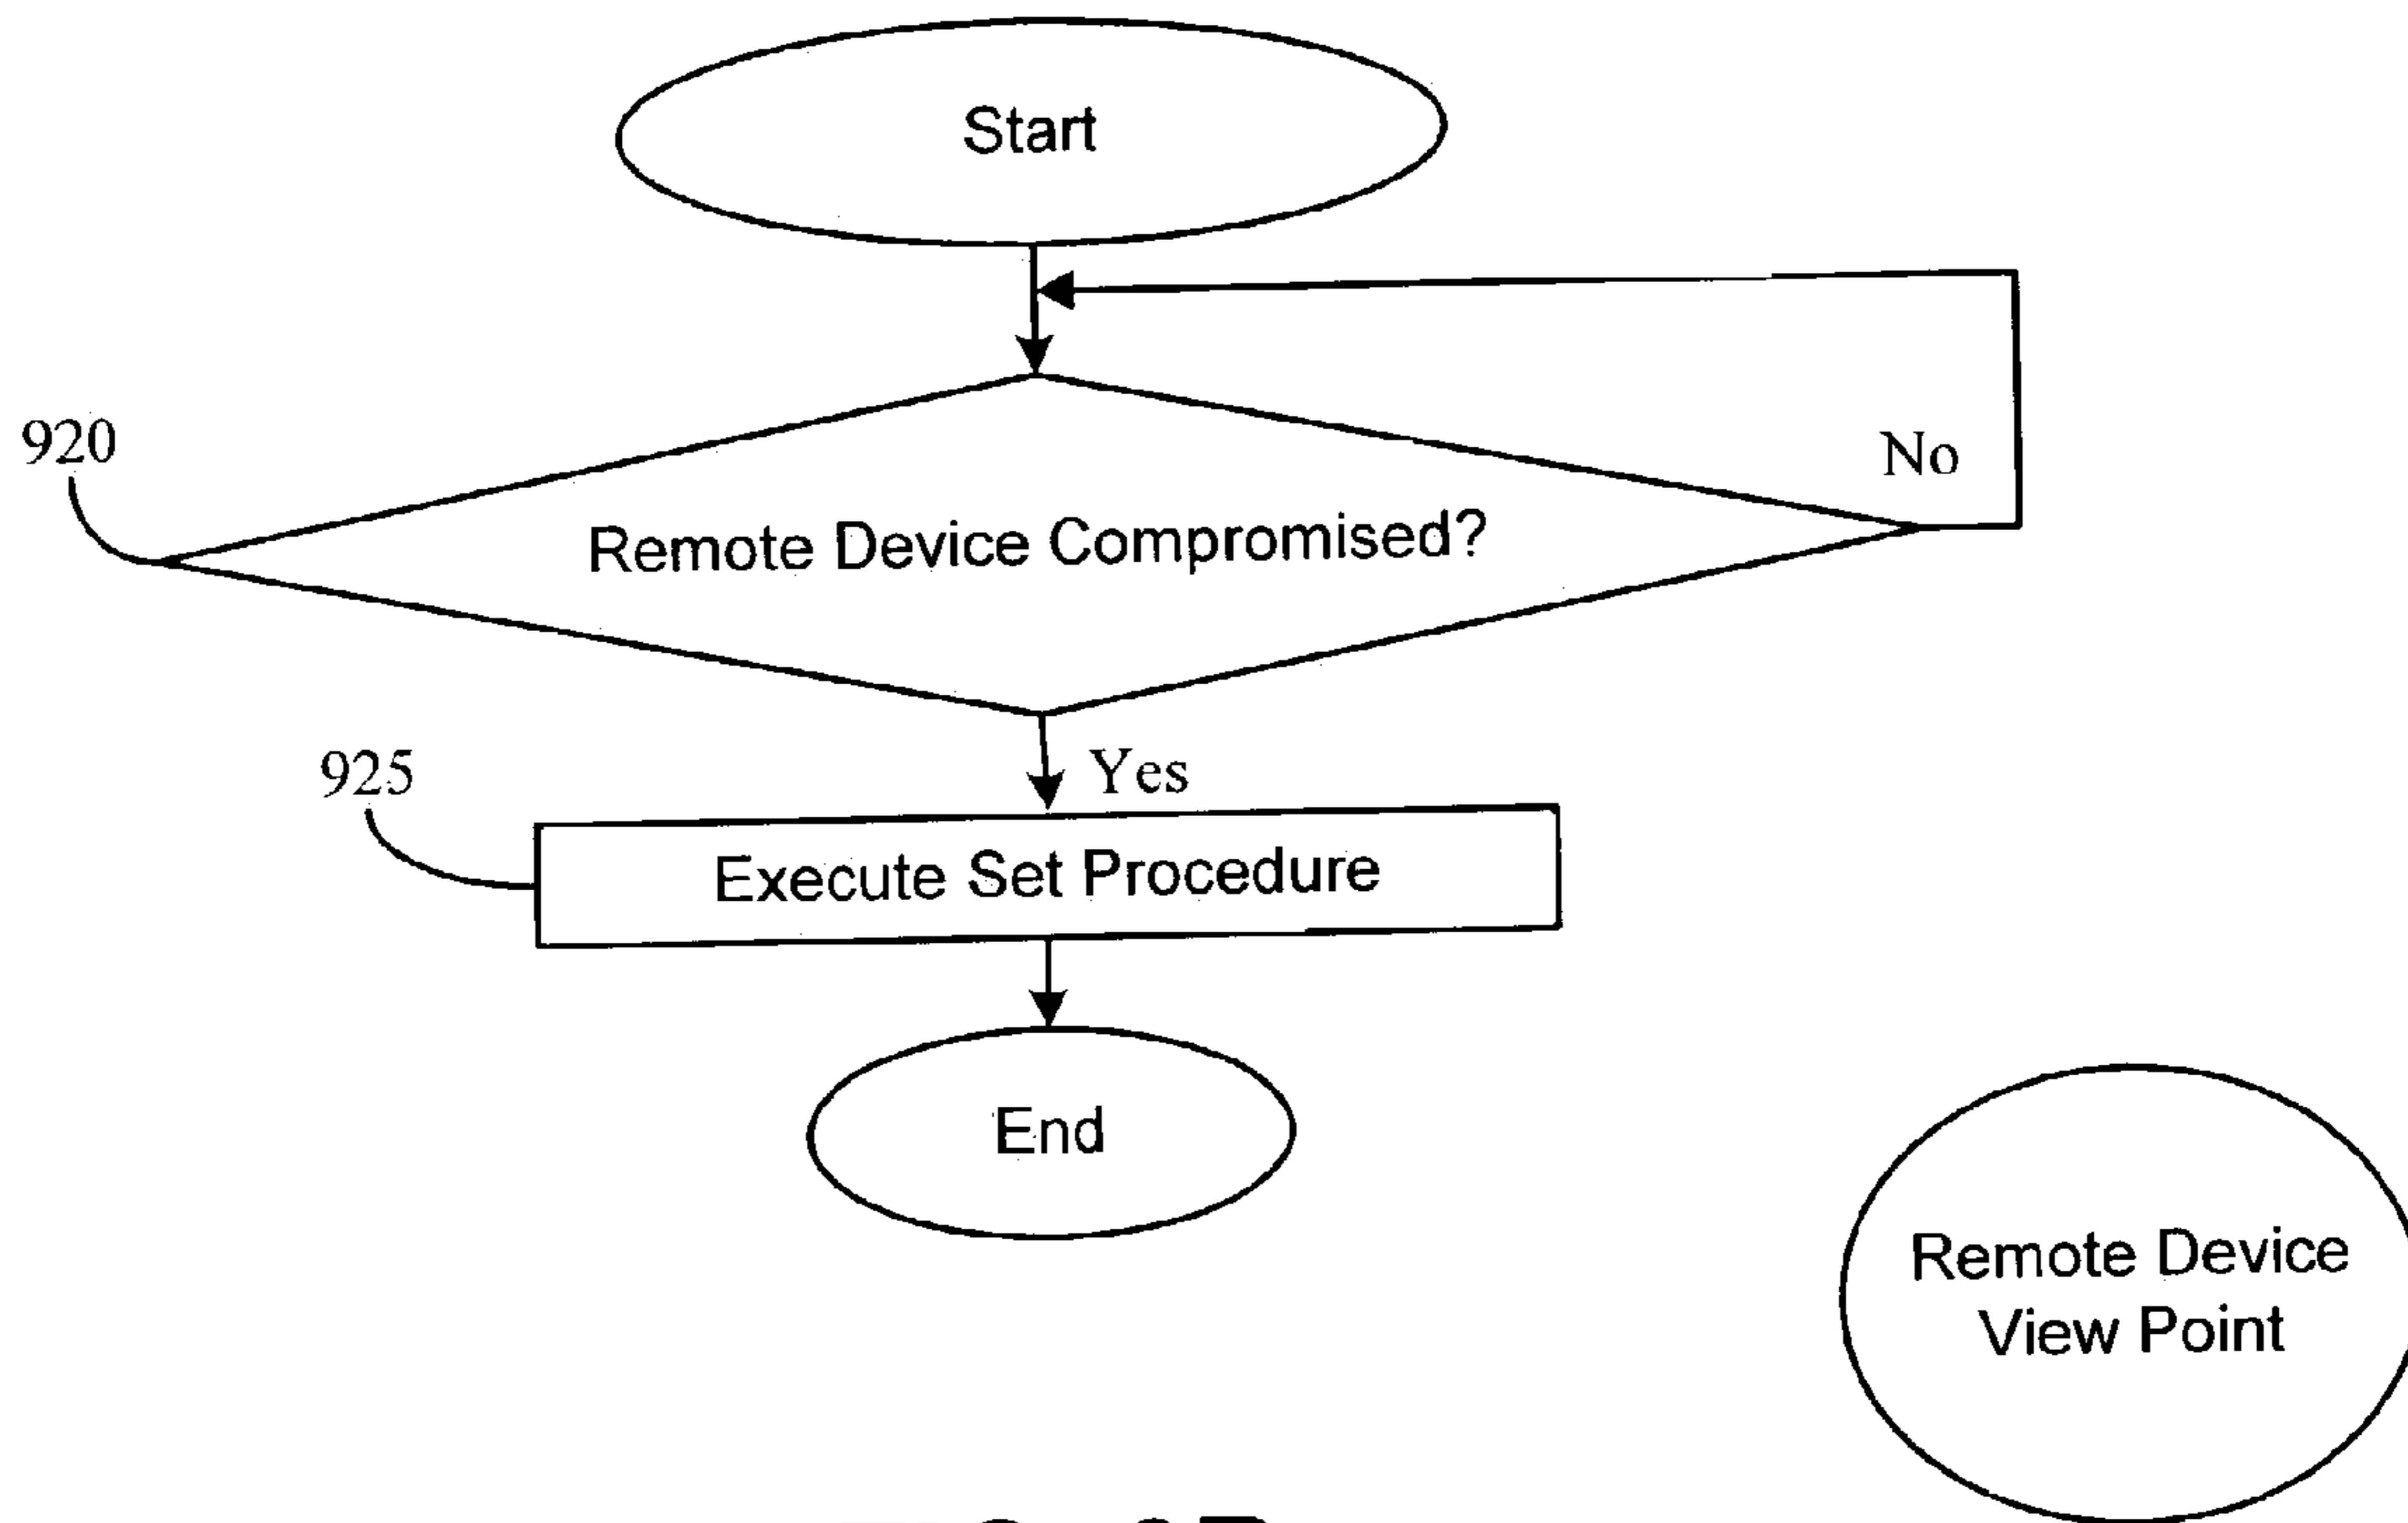 Start
920
No
Remote Device Compromised?
925
Yes
Execute Set Procedure
End
Remote Device
View Point